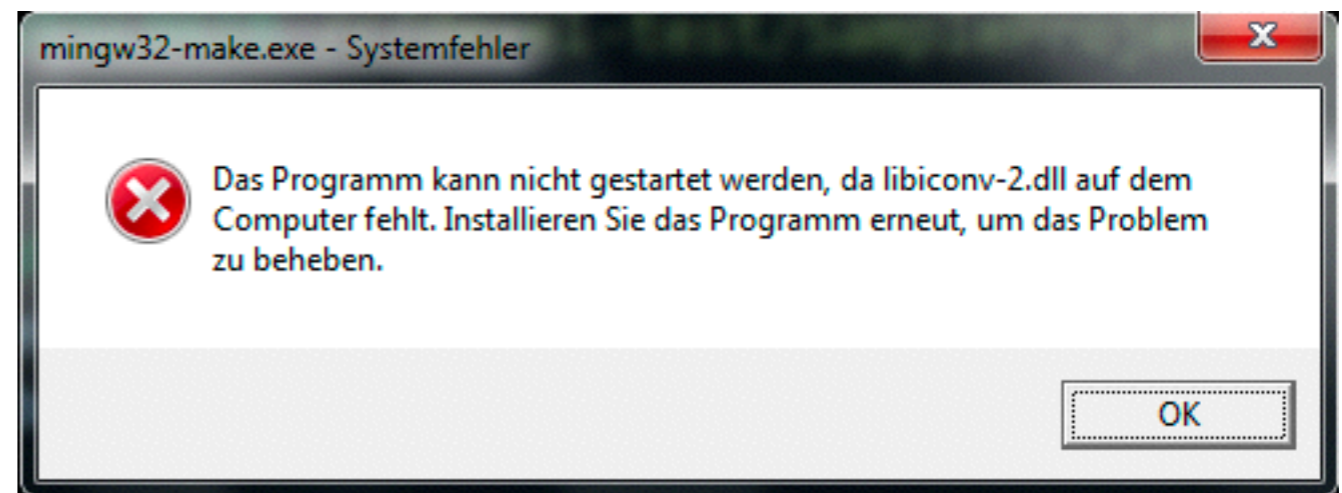 mingw32-make.exe - Systemfehler
Das Programm kann nicht gestartet werden, da libiconv-2.dll auf dem
Computer fehlt. Installieren Sie das Programm erneut, um das Problem
zu beheben.
OK